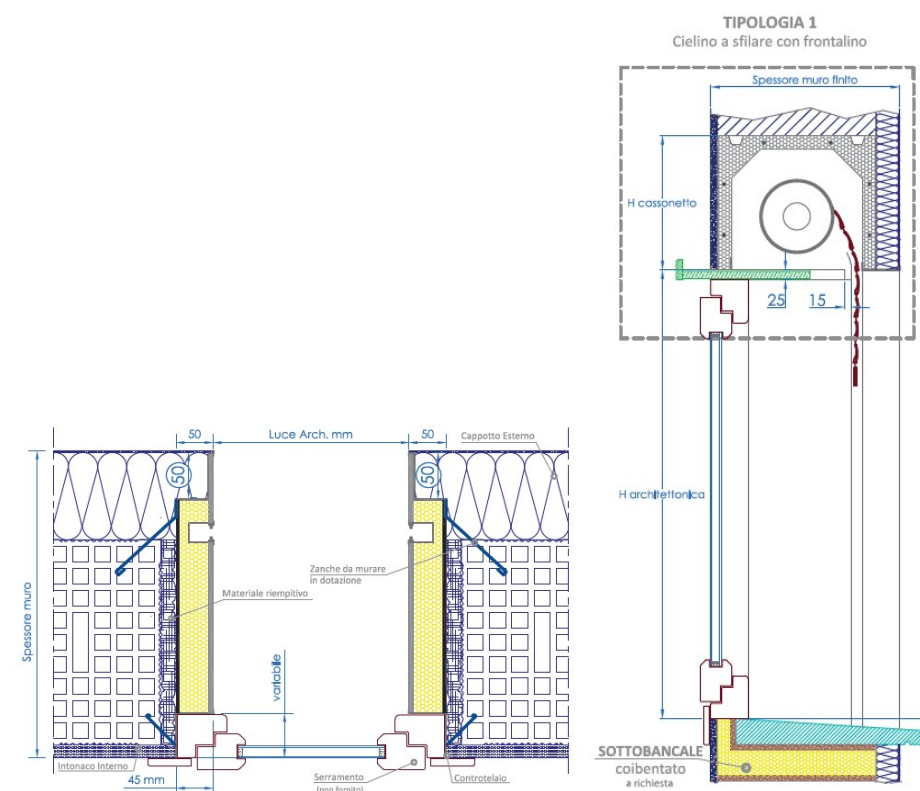 TIPOLOGIA 1
Cielino a sfilare con frontalino
Spessore muro finito
H cassonetto
25
15
H architettonica
50
Luce Arch. mm
50
Cappotto Esterno
50
50
Zanche da murare
in dotazione
Materiale riempitivo
Spessore muro
variabile
Intonaco Interno
45 mm
Serramento
(non fornito)
Controtelaio
SOTTOBANCALE
coibentato
a richiesta